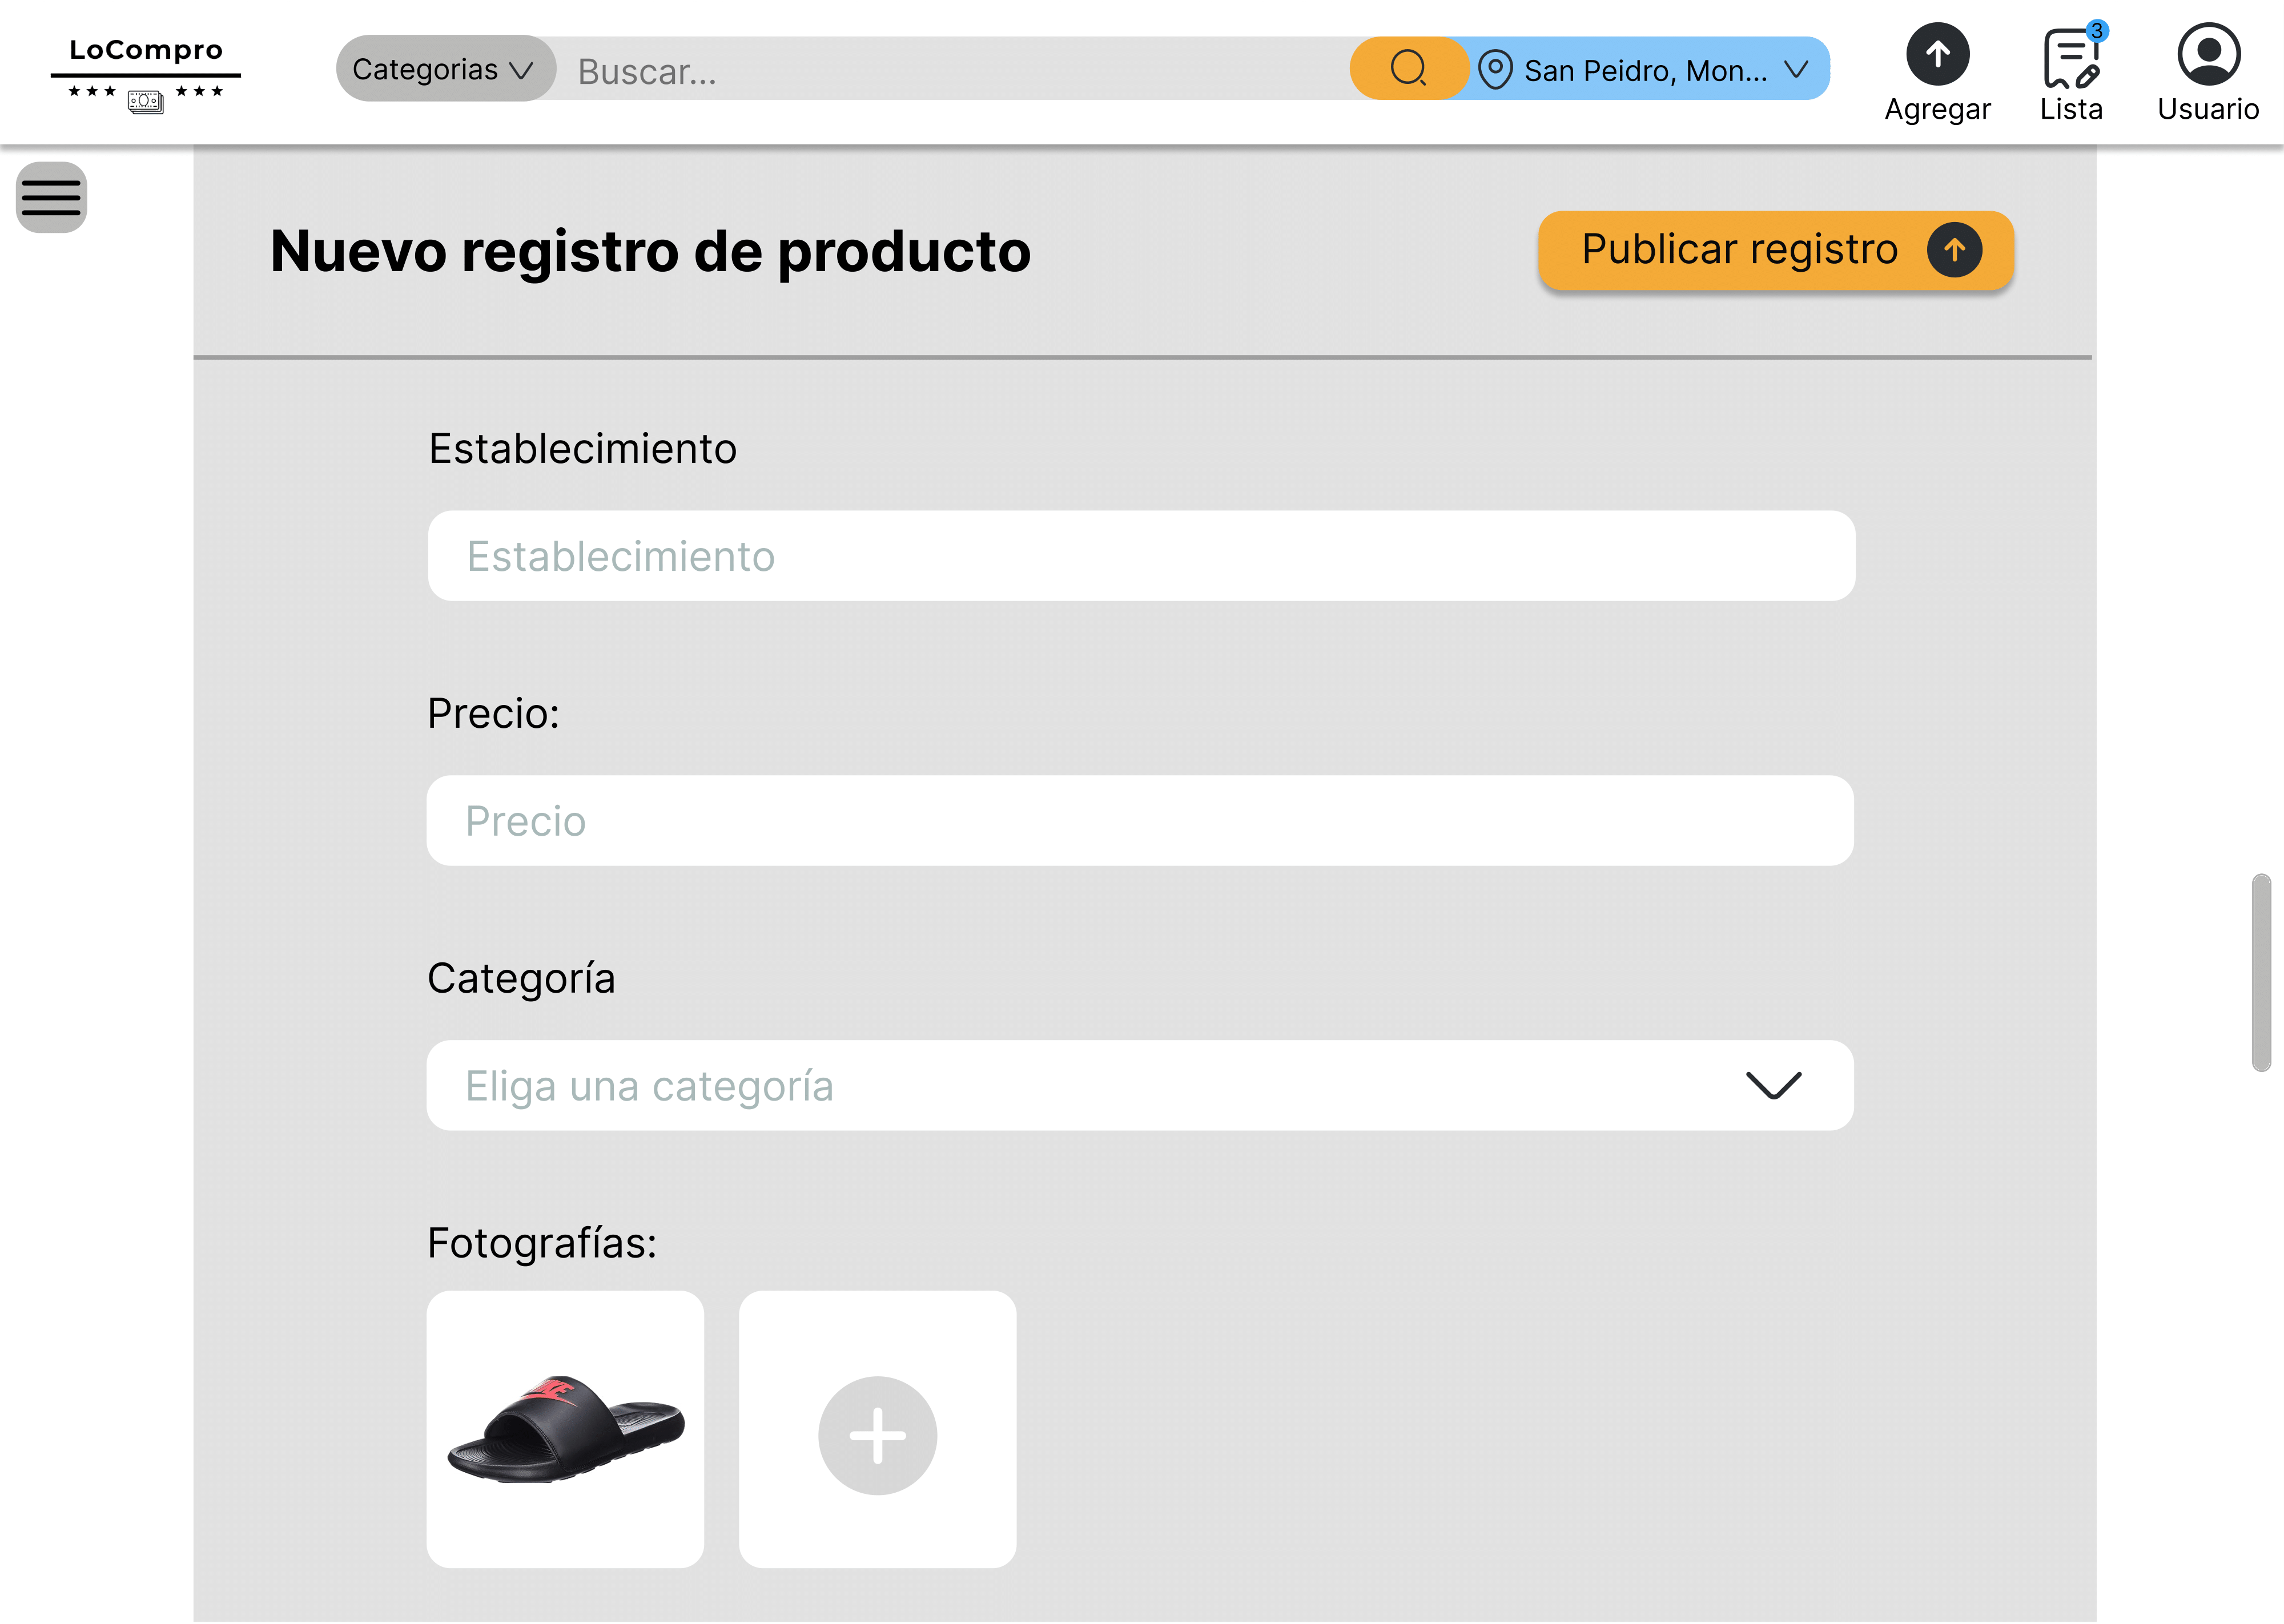 LoCompro
Categorias
Buscar...
San Peidro, Mon...
3
Agregar
Lista
Usuario
Nuevo registro de producto
Publicar registro
Establecimiento
Establecimiento
Precio:
Precio
Categoría
Eliga una categoría
Fotografías:
NIKE